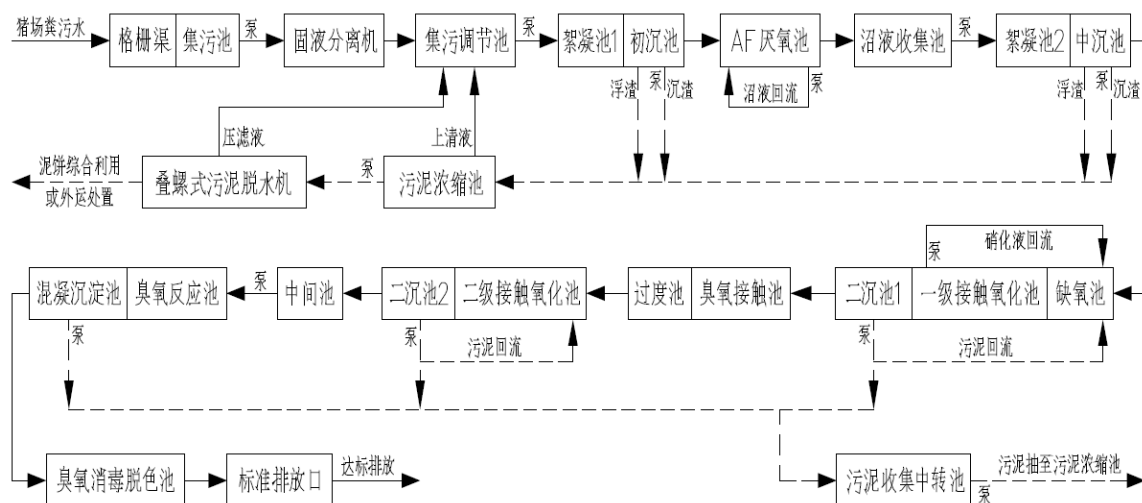 猪场粪污水
格栅渠
集污池
泵
固液分离机
集污调节池
泵
絮凝池1
初沉池
AF厌氧池
沼液收集池
泵
絮凝池2
中沉池
浮渣
泵
沉渣
沼液回流
泵
浮渣
泵
沉渣
压滤液
上清液
泥饼综合利用
或外运处置
叠螺式污泥脱水机
泵
污泥浓缩池
泵
硝化液回流
混凝沉淀池
臭氧反应池
泵
中间池
二沉池2
二级接触氧化池
过度池
臭氧接触池
二沉池1
一级接触氧化池
缺氧池
泵
泵
污泥回流
泵
污泥回流
臭氧消毒脱色池
标准排放口
达标排放
污泥收集中转池
泵
污泥抽至污泥浓缩池